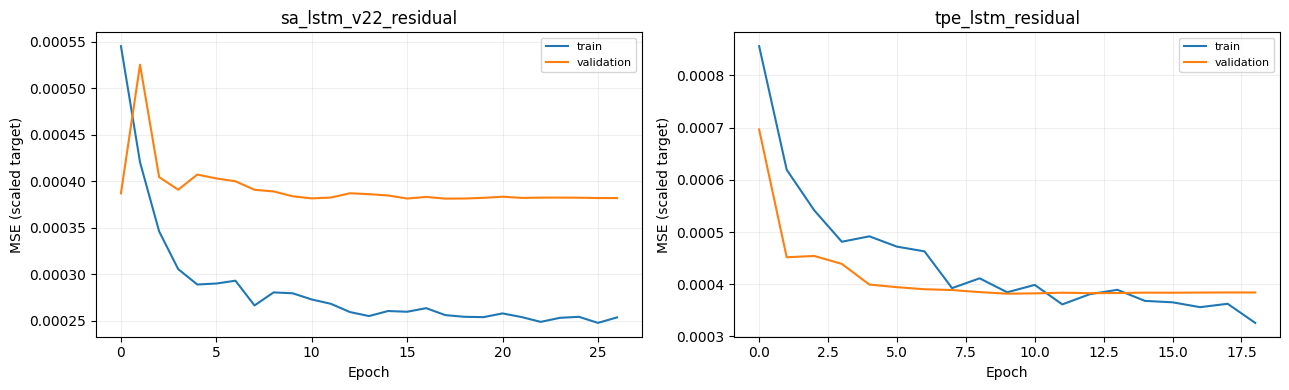 sa_lstm_v22_residual
MSE (scaled target)
0.00055
0.00050
0.00045
0.00040
0.00035
0.00030
0.00025
train
validation
0
5
10
15
20
25
Epoch
tpe_lstm_residual
MSE (scaled target)
0.0008
0.0007
0.0006
0.0005
0.0004
0.0003
train
validation
0.0
2.5
5.0
7.5
10.0
12.5
15.0
17.5
Epoch